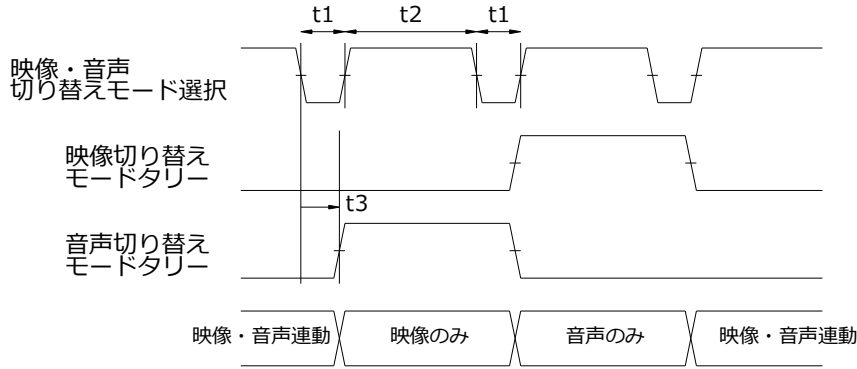 t1 t2 t1
映像・音声
切り替えモード選択
映像切り替え
モードタリー
t3
音声切り替え
モードタリー
映像・音声連動 映像のみ 音声のみ 映像・音声連動